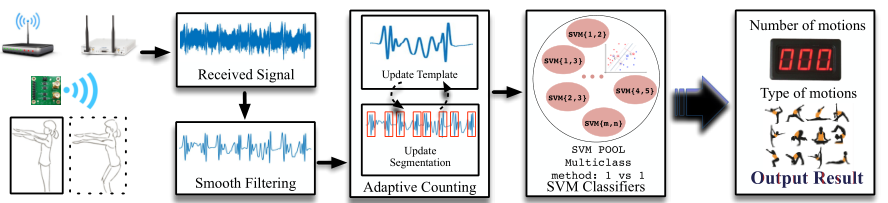 Received Signal
Smooth Filtering
Update Template
Update
Segmentation
Adaptive Counting
SVM{1,2}
SVM{1,3}
SVM{2,3}
SVM{4,5}
SVM{m,n}
SVM POOL
Multiclass
method: 1 vs 1
SVM Classifiers
Number of motions
000.
Type of motions
Output Result